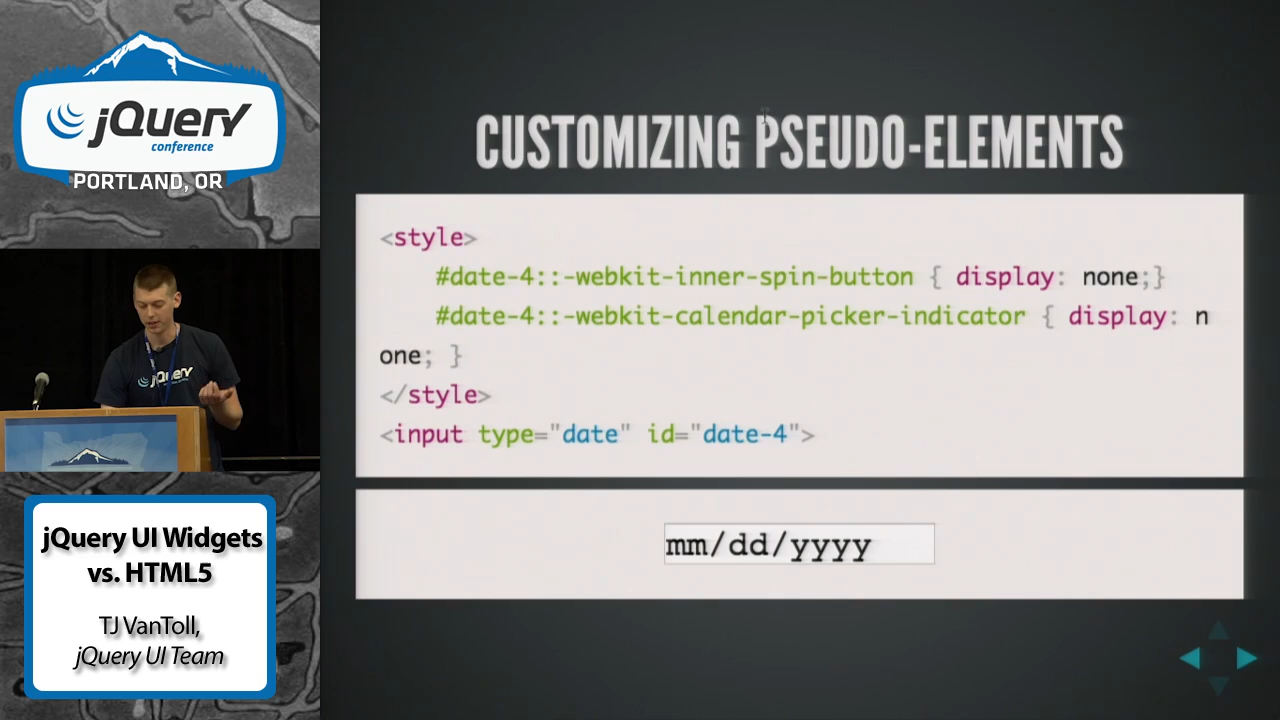 jQuery
conference
PORTLAND, OR
CUSTOMIZING PSEUDO-ELEMENTS
<style>
#date-4::-webkit-inner-spin-button { display: none;}
#date-4::-webkit-calendar-picker-indicator { display: n
one; }
</style>
<input type="date" id="date-4">
mm/dd/yyyy
jQuery
jQuery UI Widgets
vs. HTML5
TJ VanToll,
jQuery UI Team